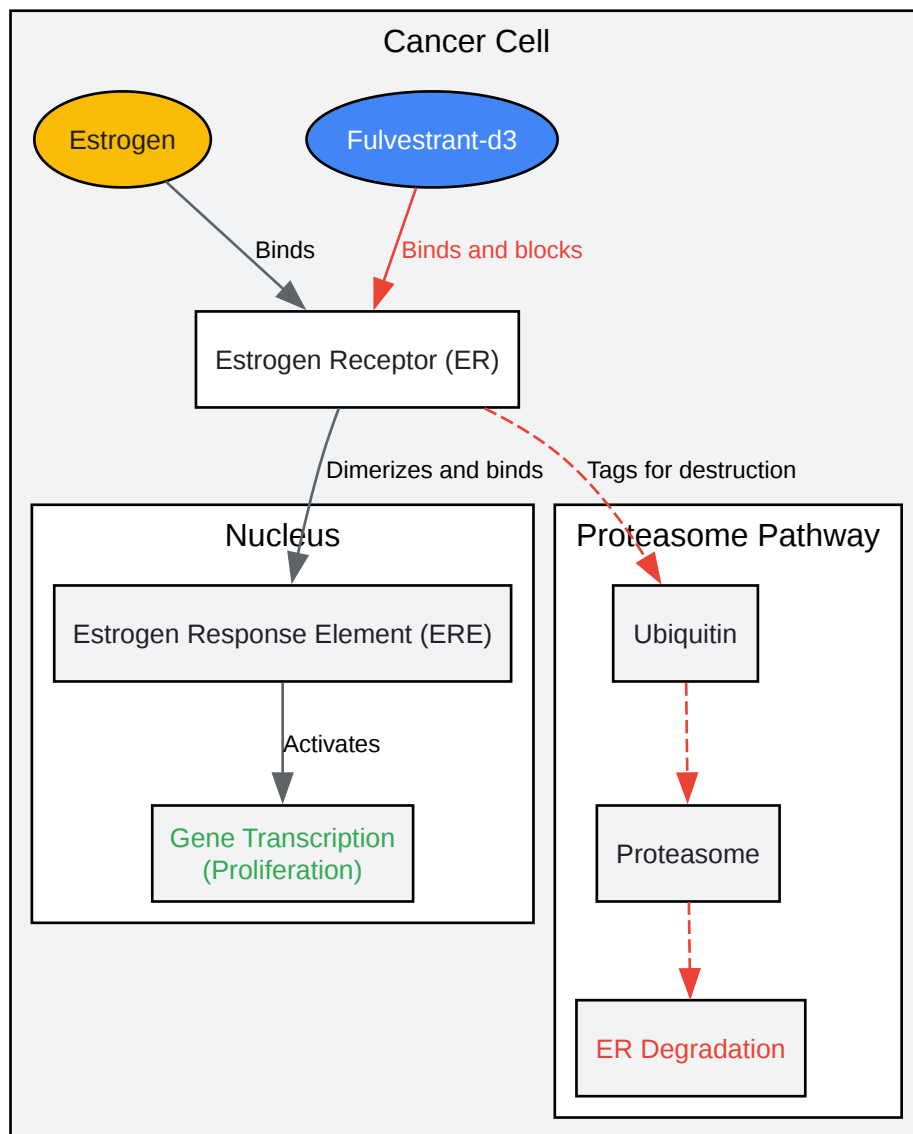 Cancer Cell
Estrogen
Fulvestrant-d3
Binds
Binds and blocks
Estrogen Receptor (ER)
Dimerizes and binds
Tags for destruction
Nucleus
Proteasome Pathway
Estrogen Response Element (ERE)
Ubiquitin
Activates
Gene Transcription
(Proliferation)
Proteasome
ER Degradation